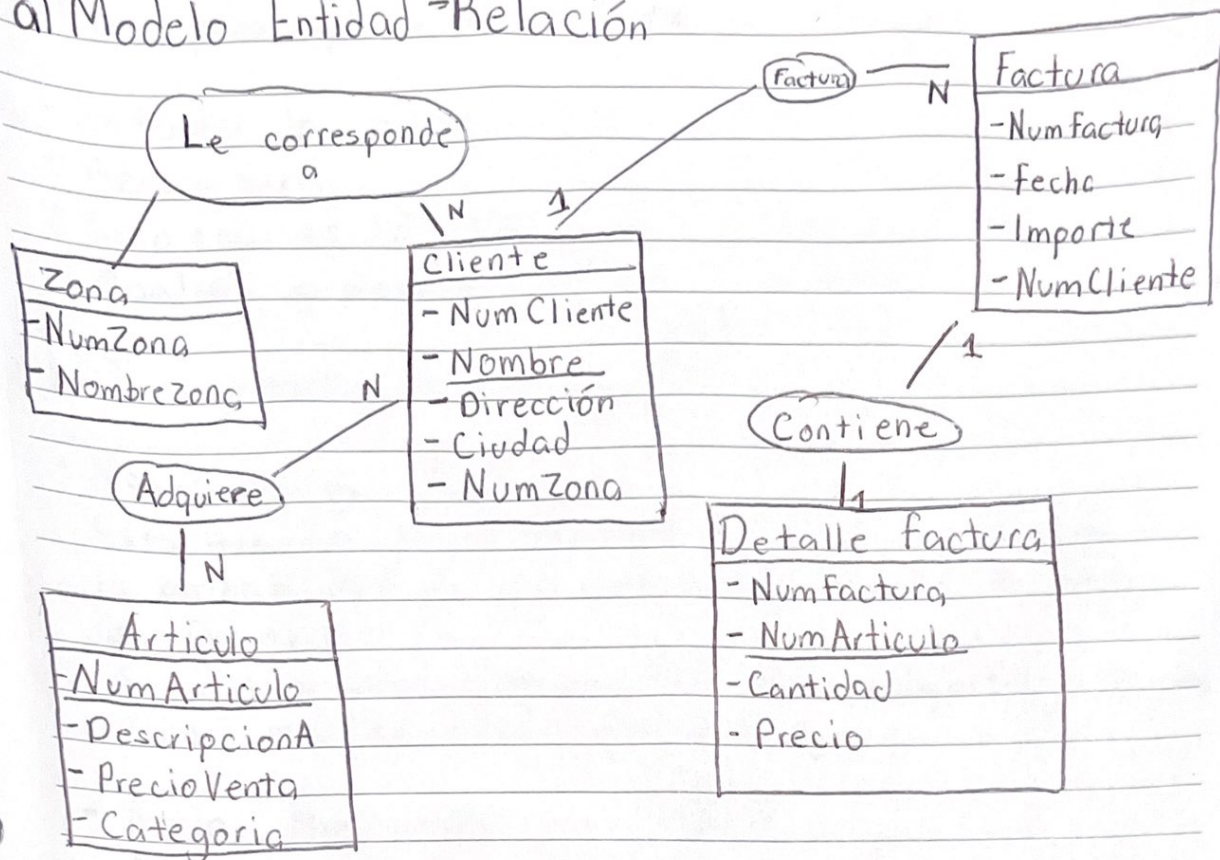 a) Modelo Entidad-Relación
Le corresponde
a
N
Zona
-NumZona
-NombreZona
Cliente
- NumCliente
- Nombre
- Dirección
- Ciudad
- NumZona
1
Factura
N
Factura
-Numfactura
-fecha
-Importe
-NumCliente
1
Contiene
1
Detalle factura
-Numfactura
- NumArticulo
-Cantidad
-Precio
N
Adquiere
N
Articulo
-NumArticulo
-DescripcionA
-PrecioVenta
-Categoria